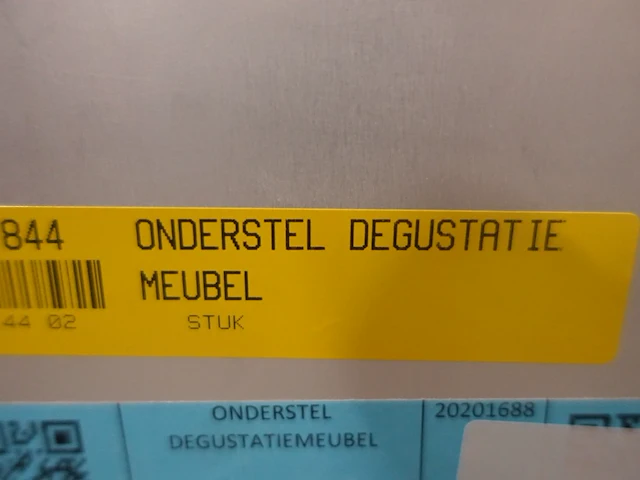 844 ONDERSTEL DEGUSTATIE
MEUBEL
44 02 STUK
ONDERSTEL 20201688
DEGUSTATIEMEUBEL